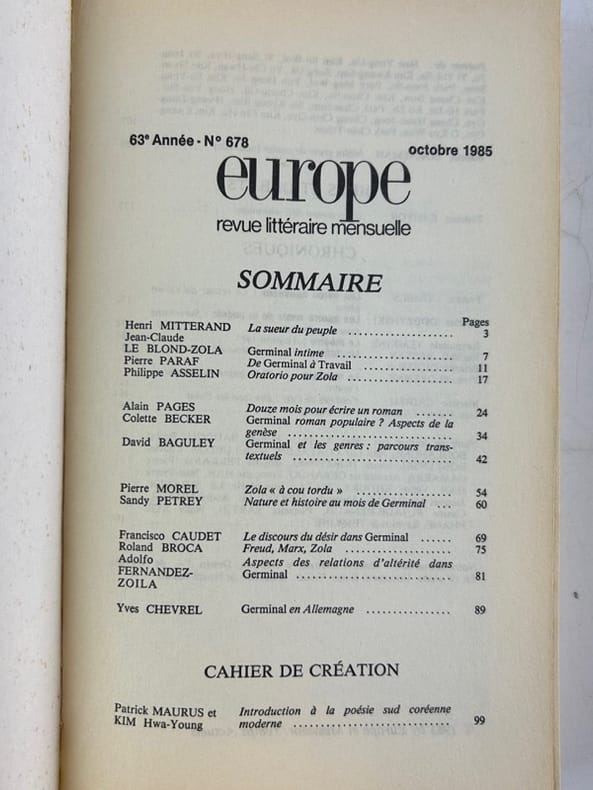 63e Année - N° 678
octobre 1985
europe
revue littéraire mensuelle
SOMMAIRE
Pages
Henri MITTERAND La sueur du peuple .................... 3
Jean-Claude
LE BLOND-ZOLA Germinal intime ...................... 7
Pierre PARAF De Germinal à Travail ................ 11
Philippe ASSELIN Oratorio pour Zola .................... 17
Alain PAGES Douze mois pour écrire un roman ....... 24
Colette BECKER Germinal roman populaire ? Aspects de la
genèse ............................... 34
David BAGULEY Germinal et les genres : parcours trans-
textuels .............................. 42
Pierre MOREL Zola « à cou tordu » .................. 54
Sandy PETREY Nature et histoire au mois de Germinal ... 60
Francisco CAUDET Le discours du désir dans Germinal ...... 69
Roland BROCA Freud, Marx, Zola .................... 75
Adolfo Aspects des relations d'altérité dans
FERNANDEZ- Germinal ............................. 81
ZOILA
Yves CHEVREL Germinal en Allemagne ................ 89
CAHIER DE CRÉATION
Patrick MAURUS et Introduction à la poésie sud coréenne
KIM Hwa-Young moderne ............................. 99